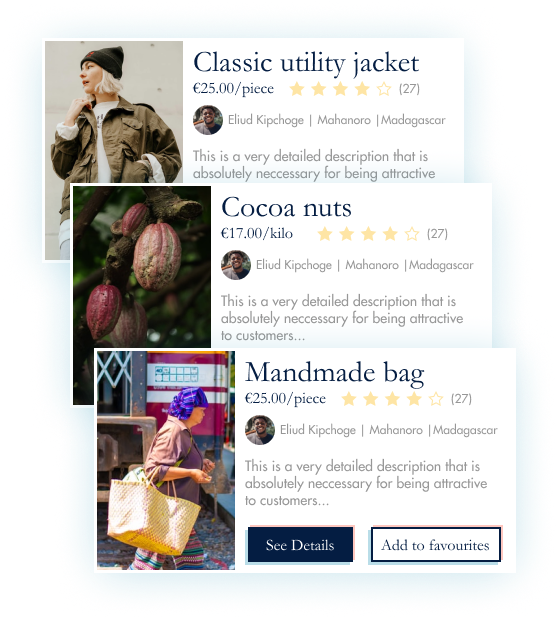 Classic utility jacket
€25.00/piece (27)
Eliud Kipchoge | Mahanoro |Madagascar
This is a very detailed description that is
absolutely neccessary for being attractive
Cocoa nuts
€17.00/kilo (27)
Eliud Kipchoge | Mahanoro |Madagascar
This is a very detailed description that is
absolutely neccessary for being attractive
to customers...
Mandmade bag
€25.00/piece (27)
Eliud Kipchoge | Mahanoro |Madagascar
This is a very detailed description that is
absolutely neccessary for being attractive
to customers...
See Details Add to favourites